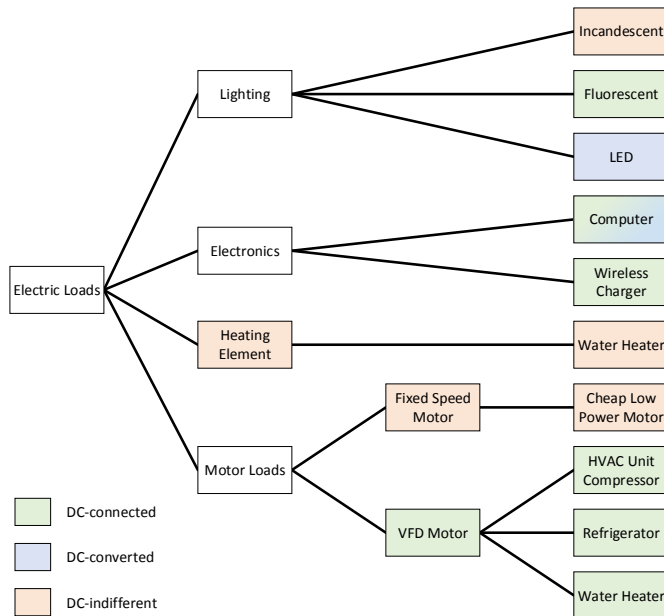 Incandescent
Lighting
Fluorescent
LED
Computer
Electronics
Wireless
Charger
Electric Loads
Heating
Element
Water Heater
Fixed Speed
Motor
Cheap Low
Power Motor
Motor Loads
HVAC Unit
Compressor
VFD Motor
Refrigerator
Water Heater
DC-connected
DC-converted
DC-indifferent